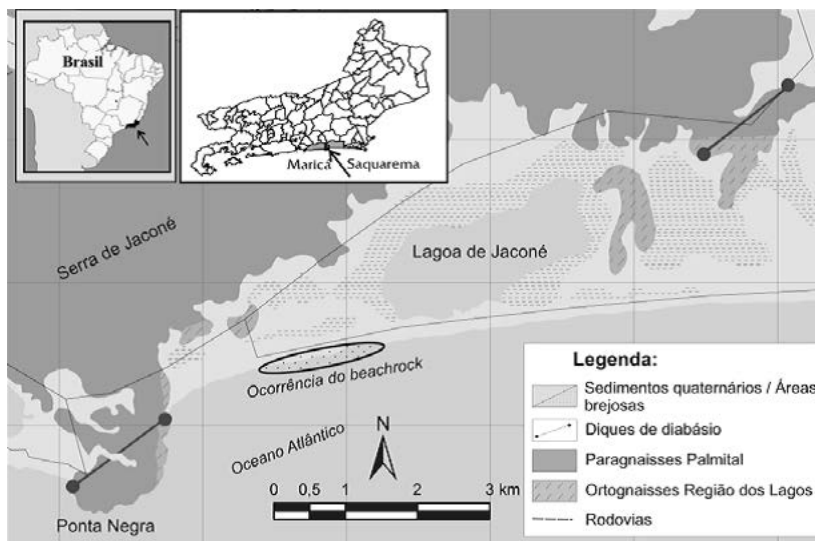 Brasil
Marica Saquarema
Serra de Jaconé
Lagoa de Jaconé
Ocorrência do beachrock
Oceano Atlântico
Ponta Negra
N
0 0,5 1 2 3 km
Legenda:
Sedimentos quaternários / Áreas
brejosas
Diques de diabásio
Paragnaisses Palmital
Ortognaisses Região dos Lagos
Rodovias